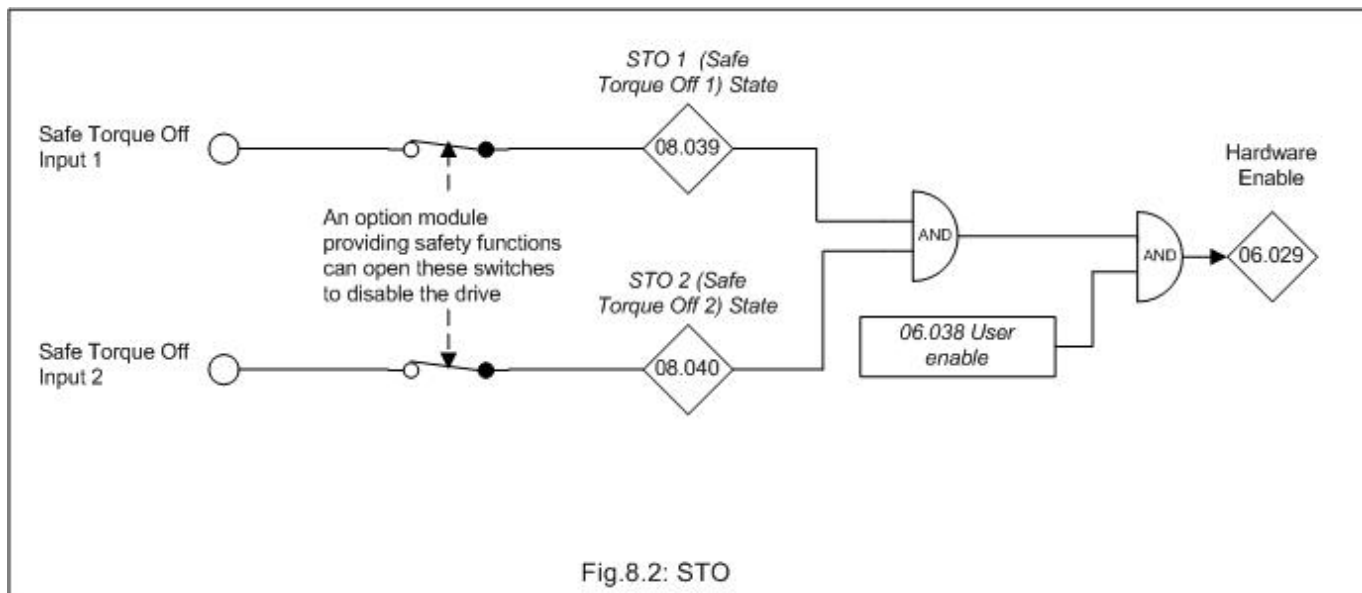 STO 1 (Safe
Torque Off 1) State
Safe Torque Off
Input 1
08.039
Hardware
Enable
An option module
providing safety functions
can open these switches
to disable the drive
AND
AND
06.029
STO 2 (Safe
Torque Off 2) State
06.038 User
enable
Safe Torque Off
Input 2
08.040
Fig.8.2: STO